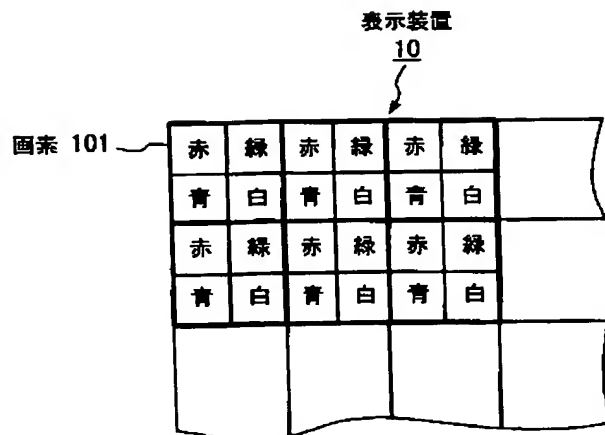 表示装置
10
画素 101
赤 緑 赤 緑 赤 緑
青 白 青 白 青 白
赤 緑 赤 緑 赤 緑
青 白 青 白 青 白